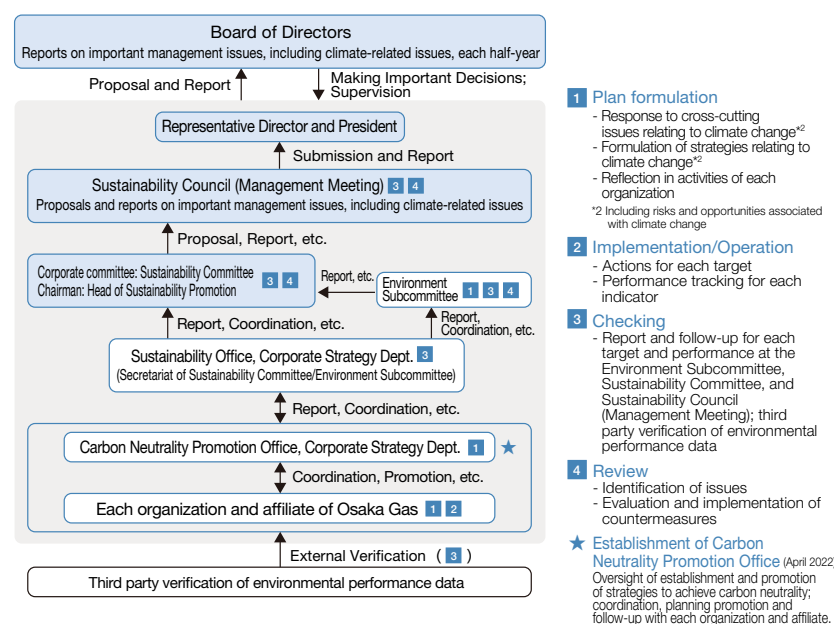 Board of Directors
Reports on important management issues, including climate-related issues, each half-year
Proposal and Report
Making Important Decisions;
Supervision
Representative Director and President
Submission and Report
Sustainability Council (Management Meeting) 3 4
Proposals and reports on important management issues, including climate-related issues
Proposal, Report, etc.
Corporate committee: Sustainability Committee
Chairman: Head of Sustainability Promotion
3 4
Report, etc.
Environment
Subcommittee 1 3 4
Report, Coordination, etc.
Report,
Coordination, etc.
Sustainability Office, Corporate Strategy Dept. 3
(Secretariat of Sustainability Committee/Environment Subcommittee)
Report, Coordination, etc.
Carbon Neutrality Promotion Office, Corporate Strategy Dept. 1 ★
Coordination, Promotion, etc.
Each organization and affiliate of Osaka Gas 1 2
External Verification ( 3 )
Third party verification of environmental performance data
1 Plan formulation
- Response to cross-cutting
issues relating to climate change*2
- Formulation of strategies relating to
climate change*2
- Reflection in activities of each
organization
*2 Including risks and opportunities associated
with climate change
2 Implementation/Operation
- Actions for each target
- Performance tracking for each
indicator
3 Checking
- Report and follow-up for each
target and performance at the
Environment Subcommittee,
Sustainability Committee, and
Sustainability Council
(Management Meeting); third
party verification of environmental
performance data
4 Review
- Identification of issues
- Evaluation and implementation of
countermeasures
★ Establishment of Carbon
Neutrality Promotion Office (April 2022)
Oversight of establishment and promotion
of strategies to achieve carbon neutrality;
coordination, planning promotion and
follow-up with each organization and affiliate.